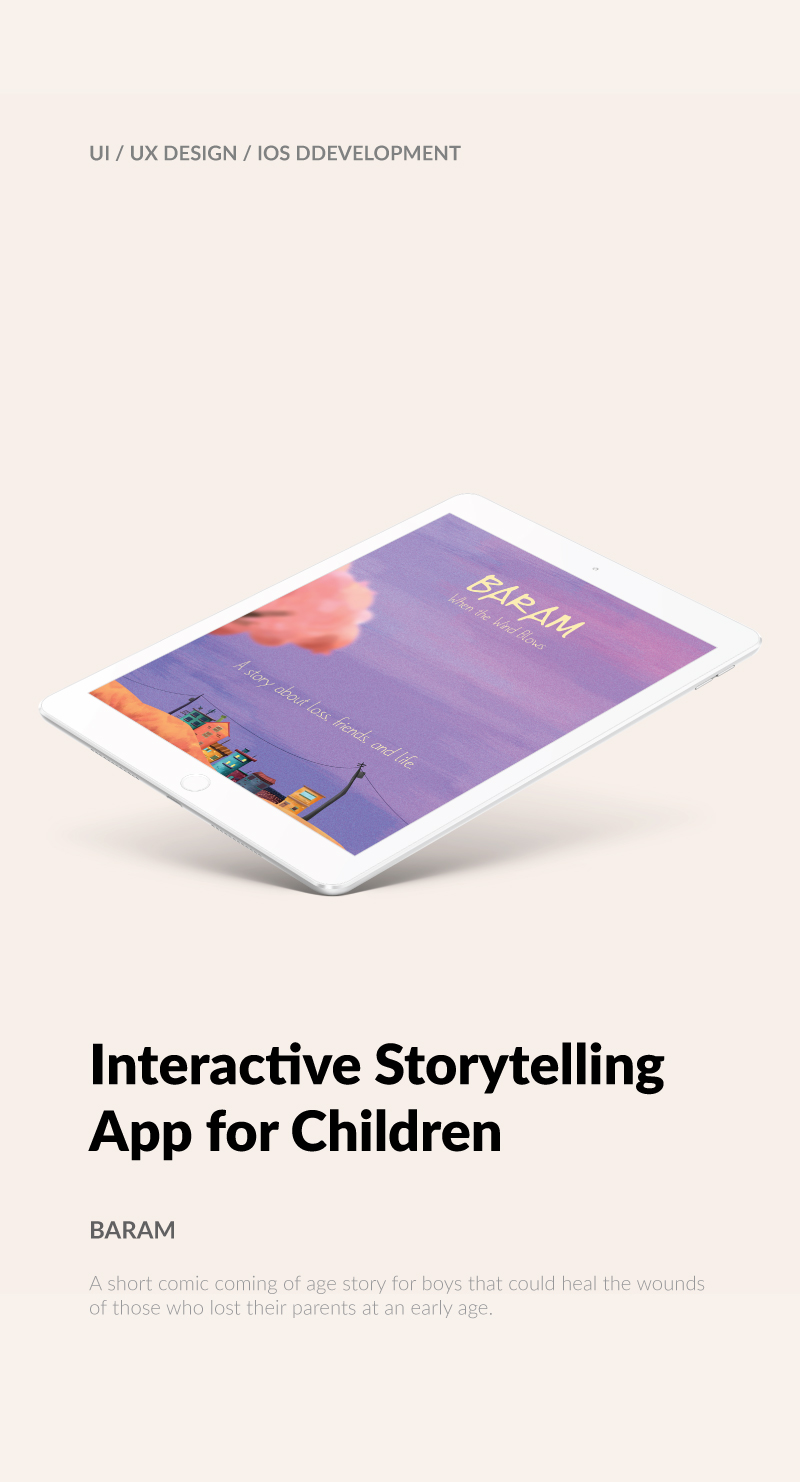 UI / UX DESIGN / IOS DDEVELOPMENT
BARAM
When the Wind Blows
A story about loss, friends, and life.
Interactive Storytelling
App for Children
BARAM
A short comic coming of age story for boys that could heal the wounds
of those who lost their parents at an early age.